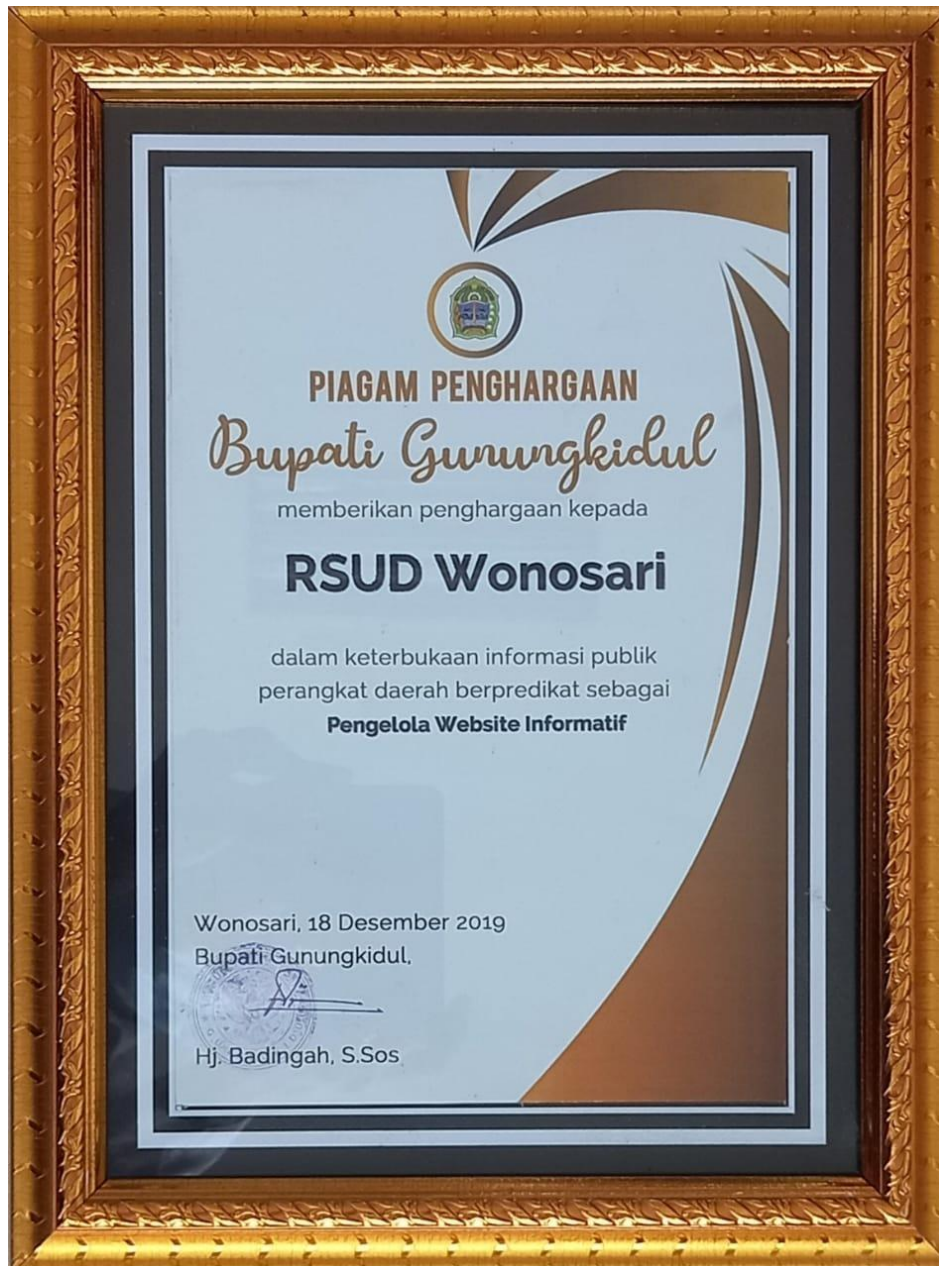 PIAGAM PENGHARGAAN
Bupati Gunungkidul
memberikan penghargaan kepada
RSUD Wonosari
dalam keterbukaan informasi publik
perangkat daerah berpredikat sebagai
Pengelola Website Informatif
Wonosari, 18 Desember 2019
Bupati Gunungkidul,
Hj. Badingah, S.Sos